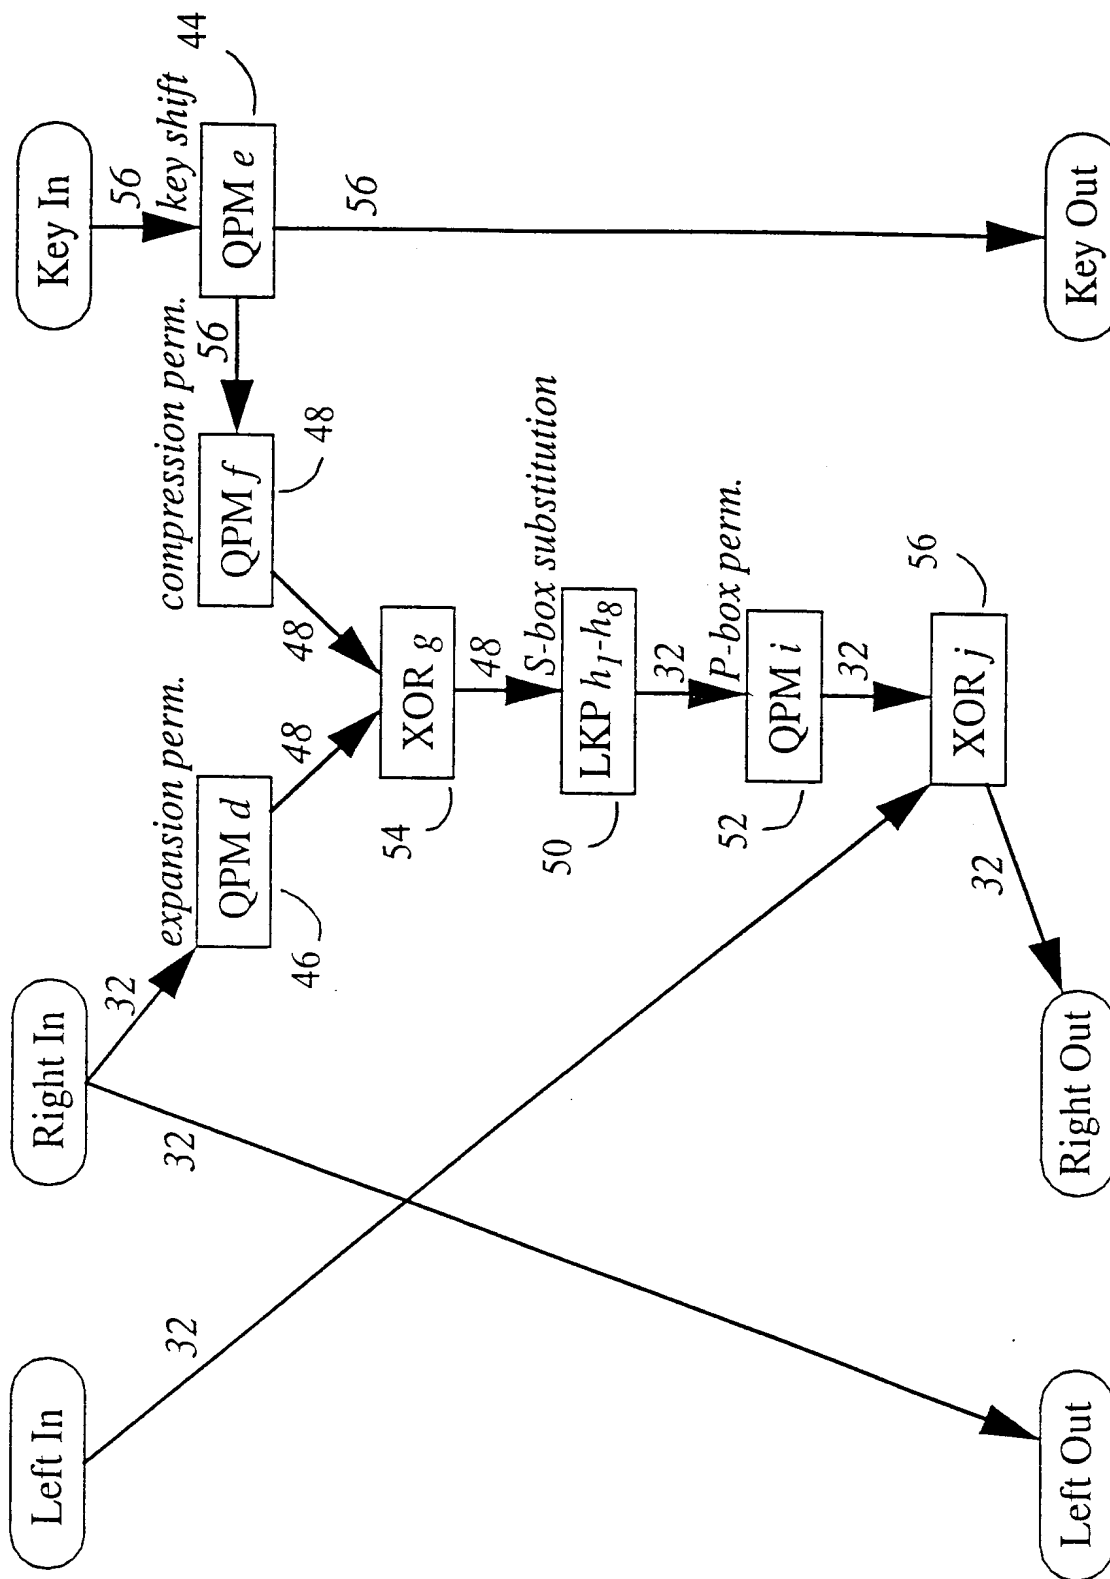 Left In
Right In
Key In
32
56
32
32
expansion perm.
compression perm.
key shift
44
56
QPM d
QPM f
QPM e
46
48
48
48
56
54
XOR g
48
S-box substitution
50
LKP h1-h8
32
P-box perm.
52
QPM i
32
56
XOR j
32
Left Out
Right Out
Key Out